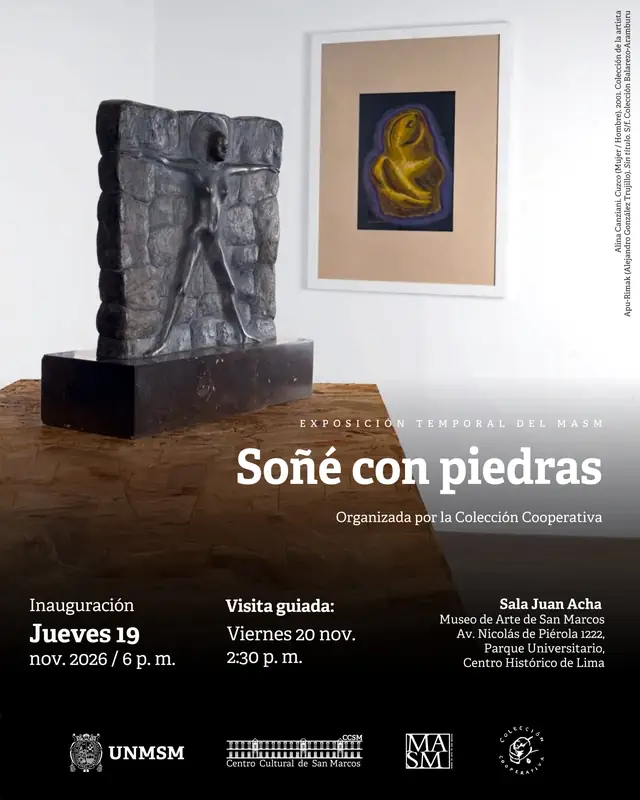 Alina Canziani. Cuzco (Mujer / Hombre). 2001. Colección de la artista
Apu-Rimak (Alejandro González Trujillo). Sin título. S/f. Colección Balarezo-Aramburu
EXPOSICIÓN TEMPORAL DEL MASM
Soñé con piedras
Organizada por la Colección Cooperativa
Inauguración
Jueves 19
nov. 2026 / 6 p. m.
Visita guiada:
Viernes 20 nov.
2:30 p. m.
Sala Juan Acha
Museo de Arte de San Marcos
Av. Nicolás de Piérola 1222,
Parque Universitario,
Centro Histórico de Lima
UNMSM
CCSM
Centro Cultural de San Marcos
MA
SM
COLECCIÓN
COOPERATIVA